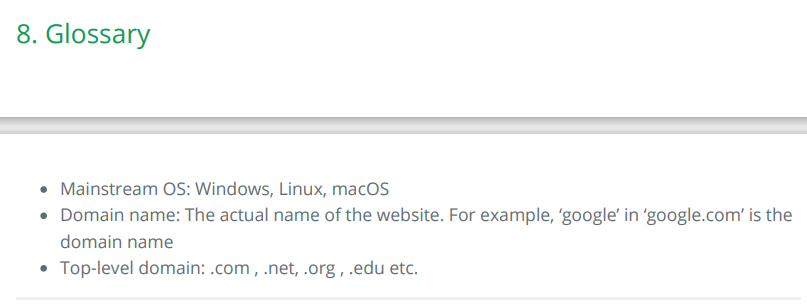 8. Glossary
• Mainstream OS: Windows, Linux, macOS
• Domain name: The actual name of the website. For example, ‘google’ in ‘google.com’ is the
domain name
• Top-level domain: .com , .net, .org , .edu etc.